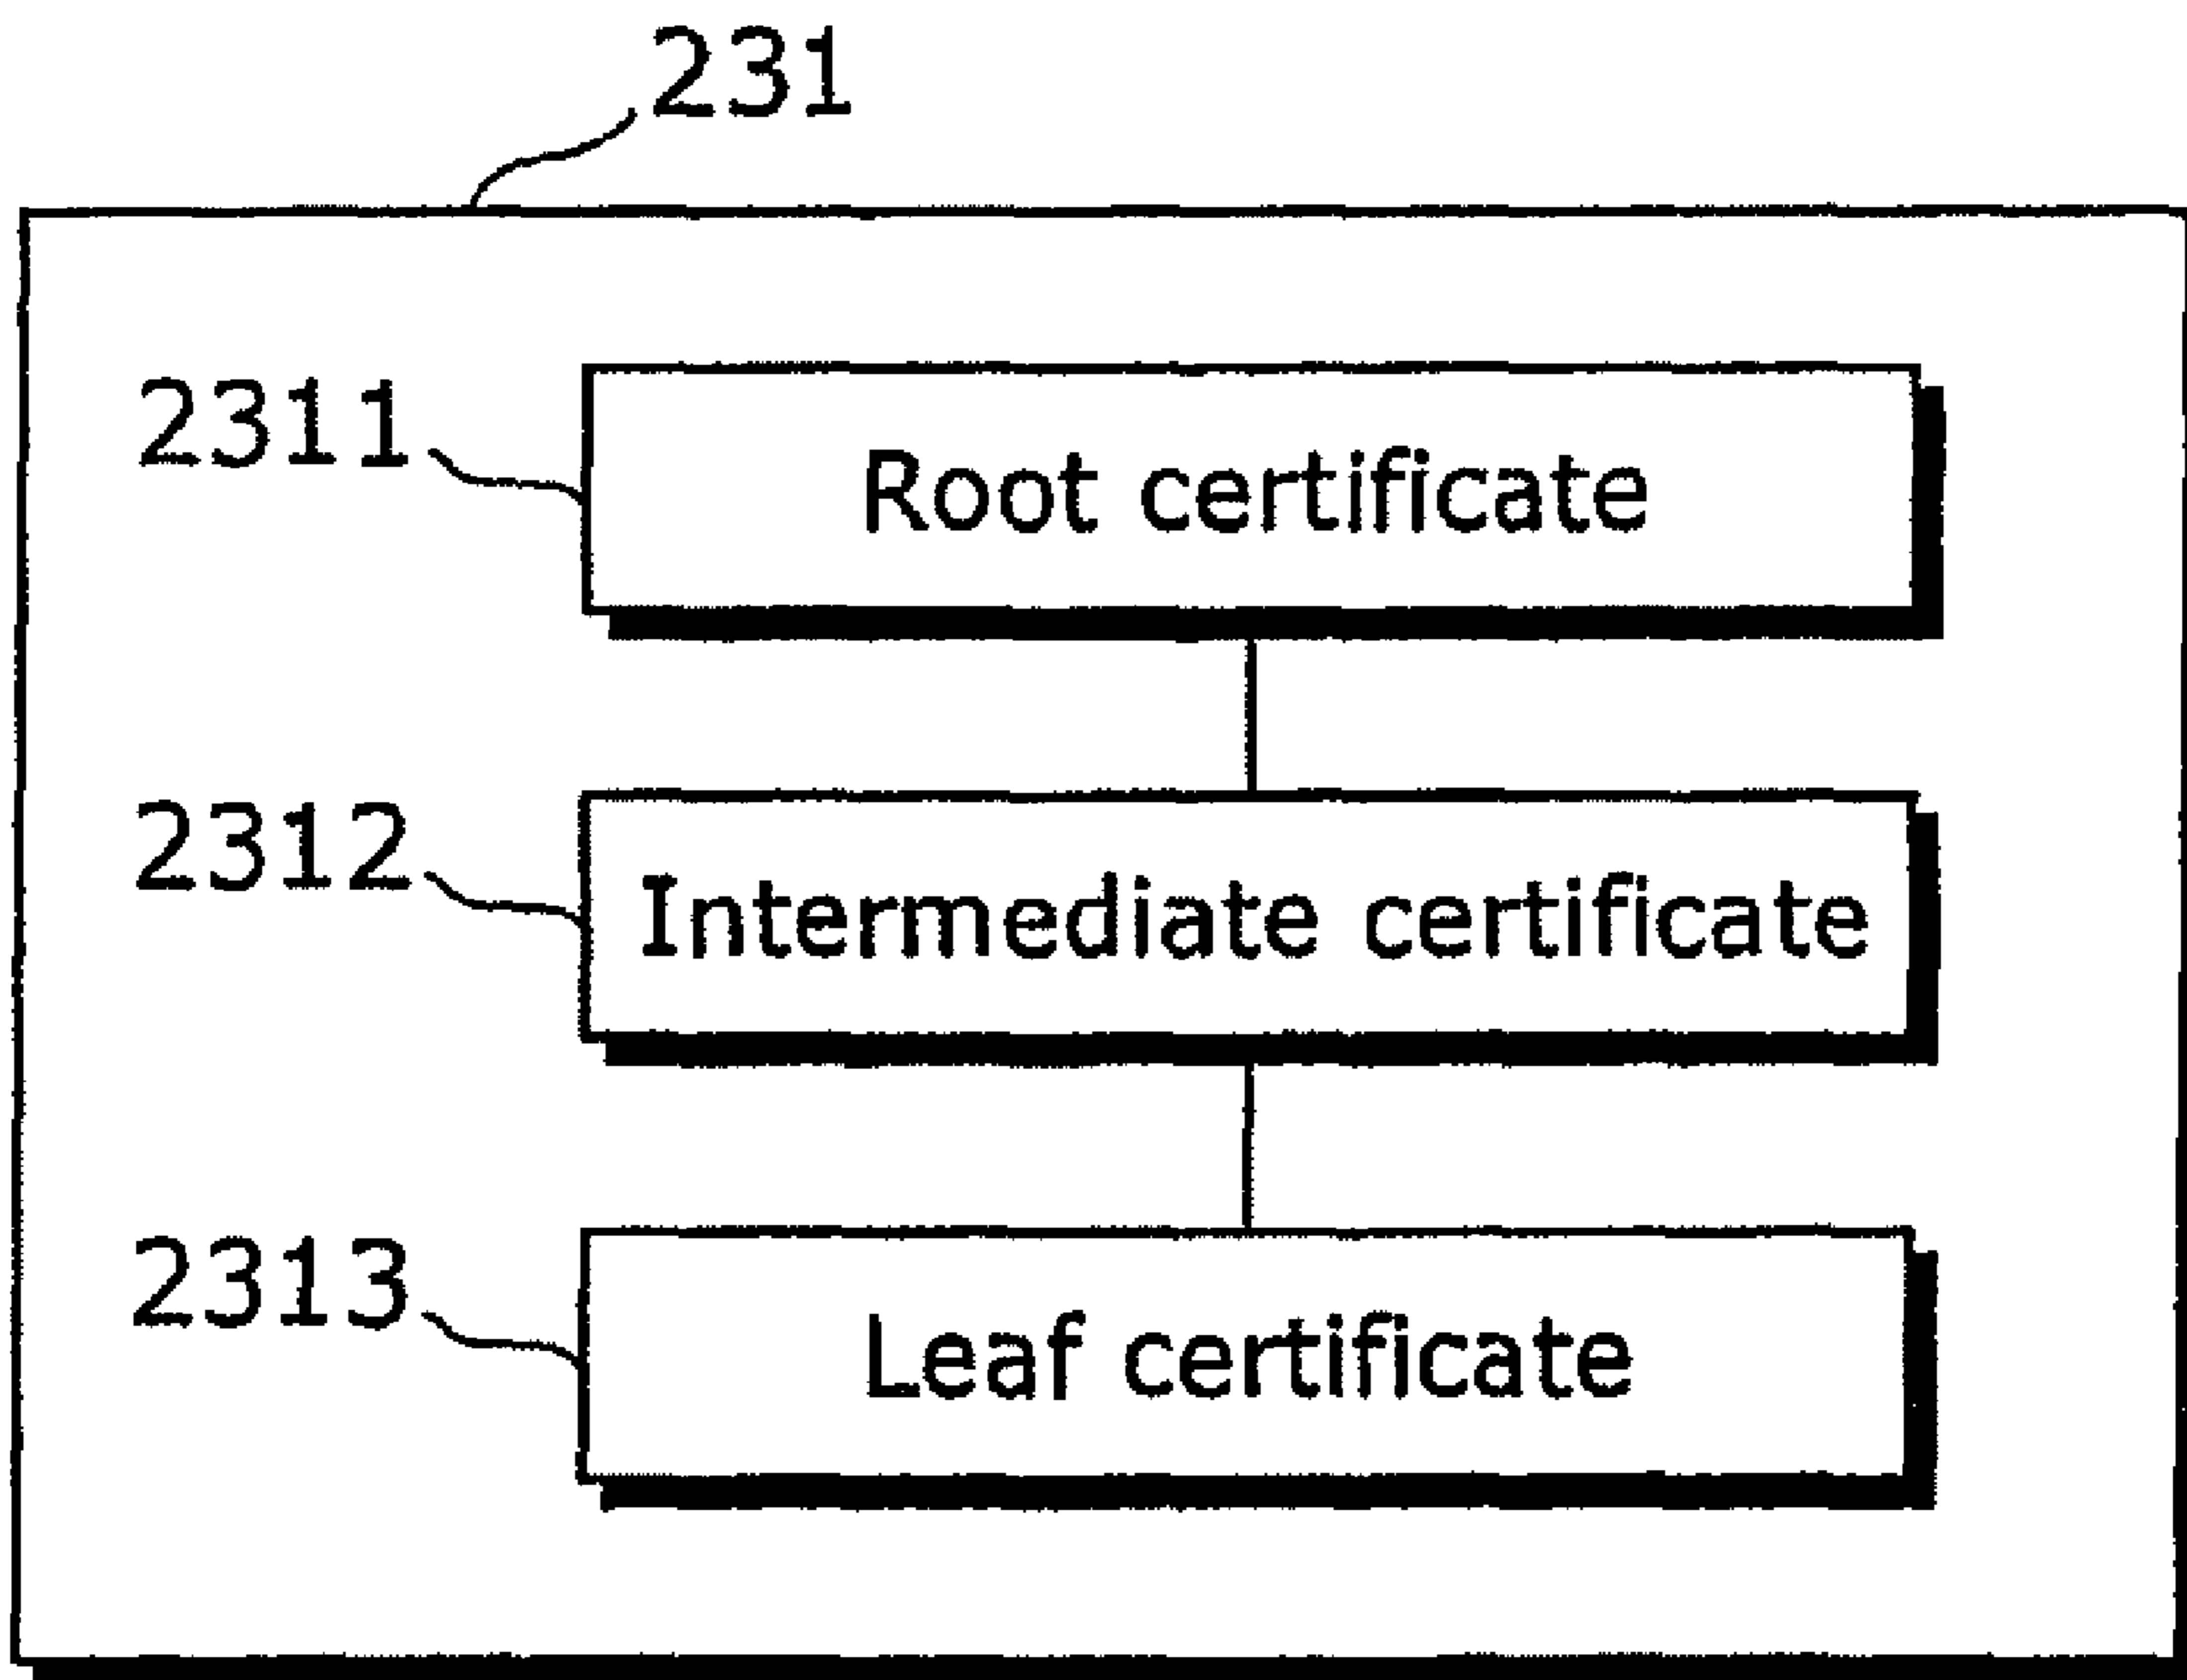 231
2311
Root certificate
2312
Intermediate certificate
2313
Leaf certificate